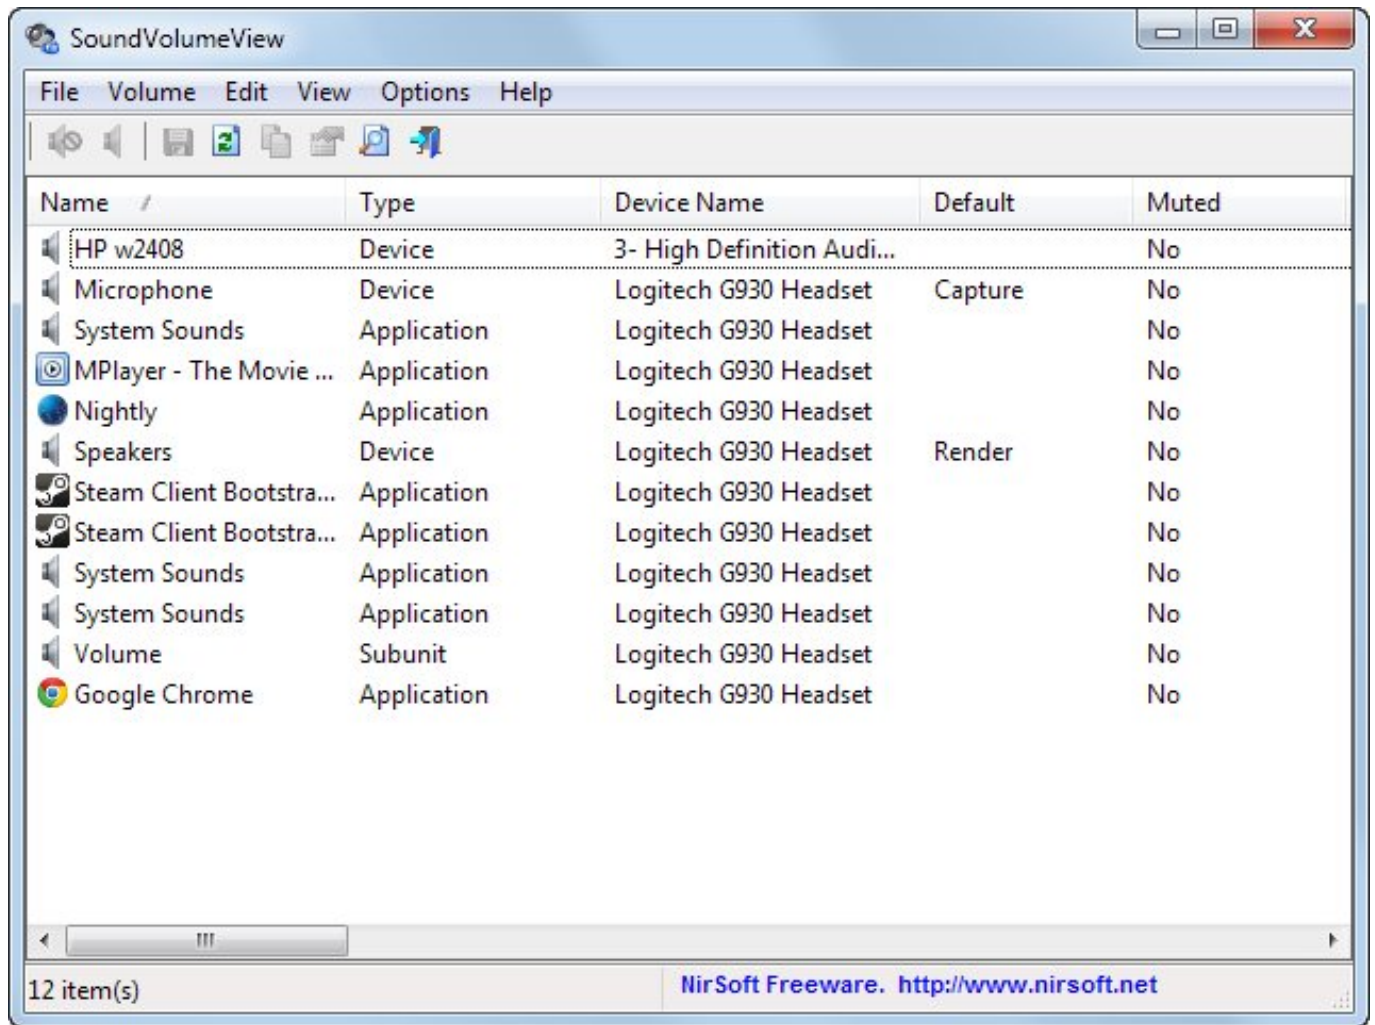 SoundVolumeView
File Volume Edit View Options Help
Name Type Device Name Default Muted
HP w2408 Device 3- High Definition Audi... No
Microphone Device Logitech G930 Headset Capture No
System Sounds Application Logitech G930 Headset No
MPlayer - The Movie ... Application Logitech G930 Headset No
Nightly Application Logitech G930 Headset No
Speakers Device Logitech G930 Headset Render No
Steam Client Bootstra... Application Logitech G930 Headset No
Steam Client Bootstra... Application Logitech G930 Headset No
System Sounds Application Logitech G930 Headset No
System Sounds Application Logitech G930 Headset No
Volume Subunit Logitech G930 Headset No
Google Chrome Application Logitech G930 Headset No
12 item(s) NirSoft Freeware. http://www.nirsoft.net